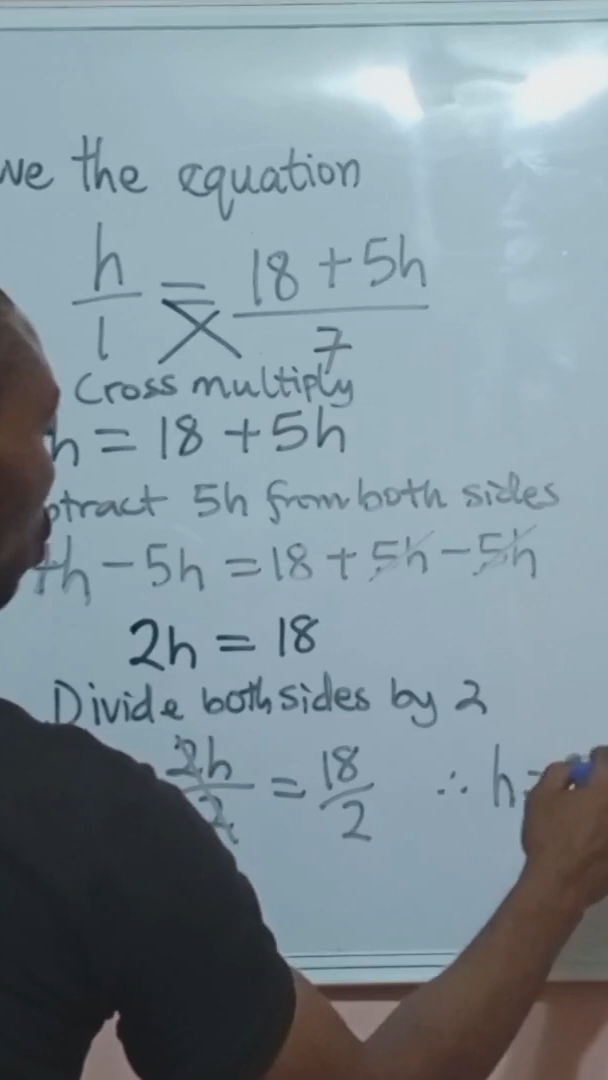 the equation
h/1 = (18 + 5h)/7
Cross multiply
h = 18 + 5h
5h from both sides
h - 5h = 18 + 5h - 5h
2h = 18
Divide both sides by 2
2h/2 = 18/2 ∴ h =